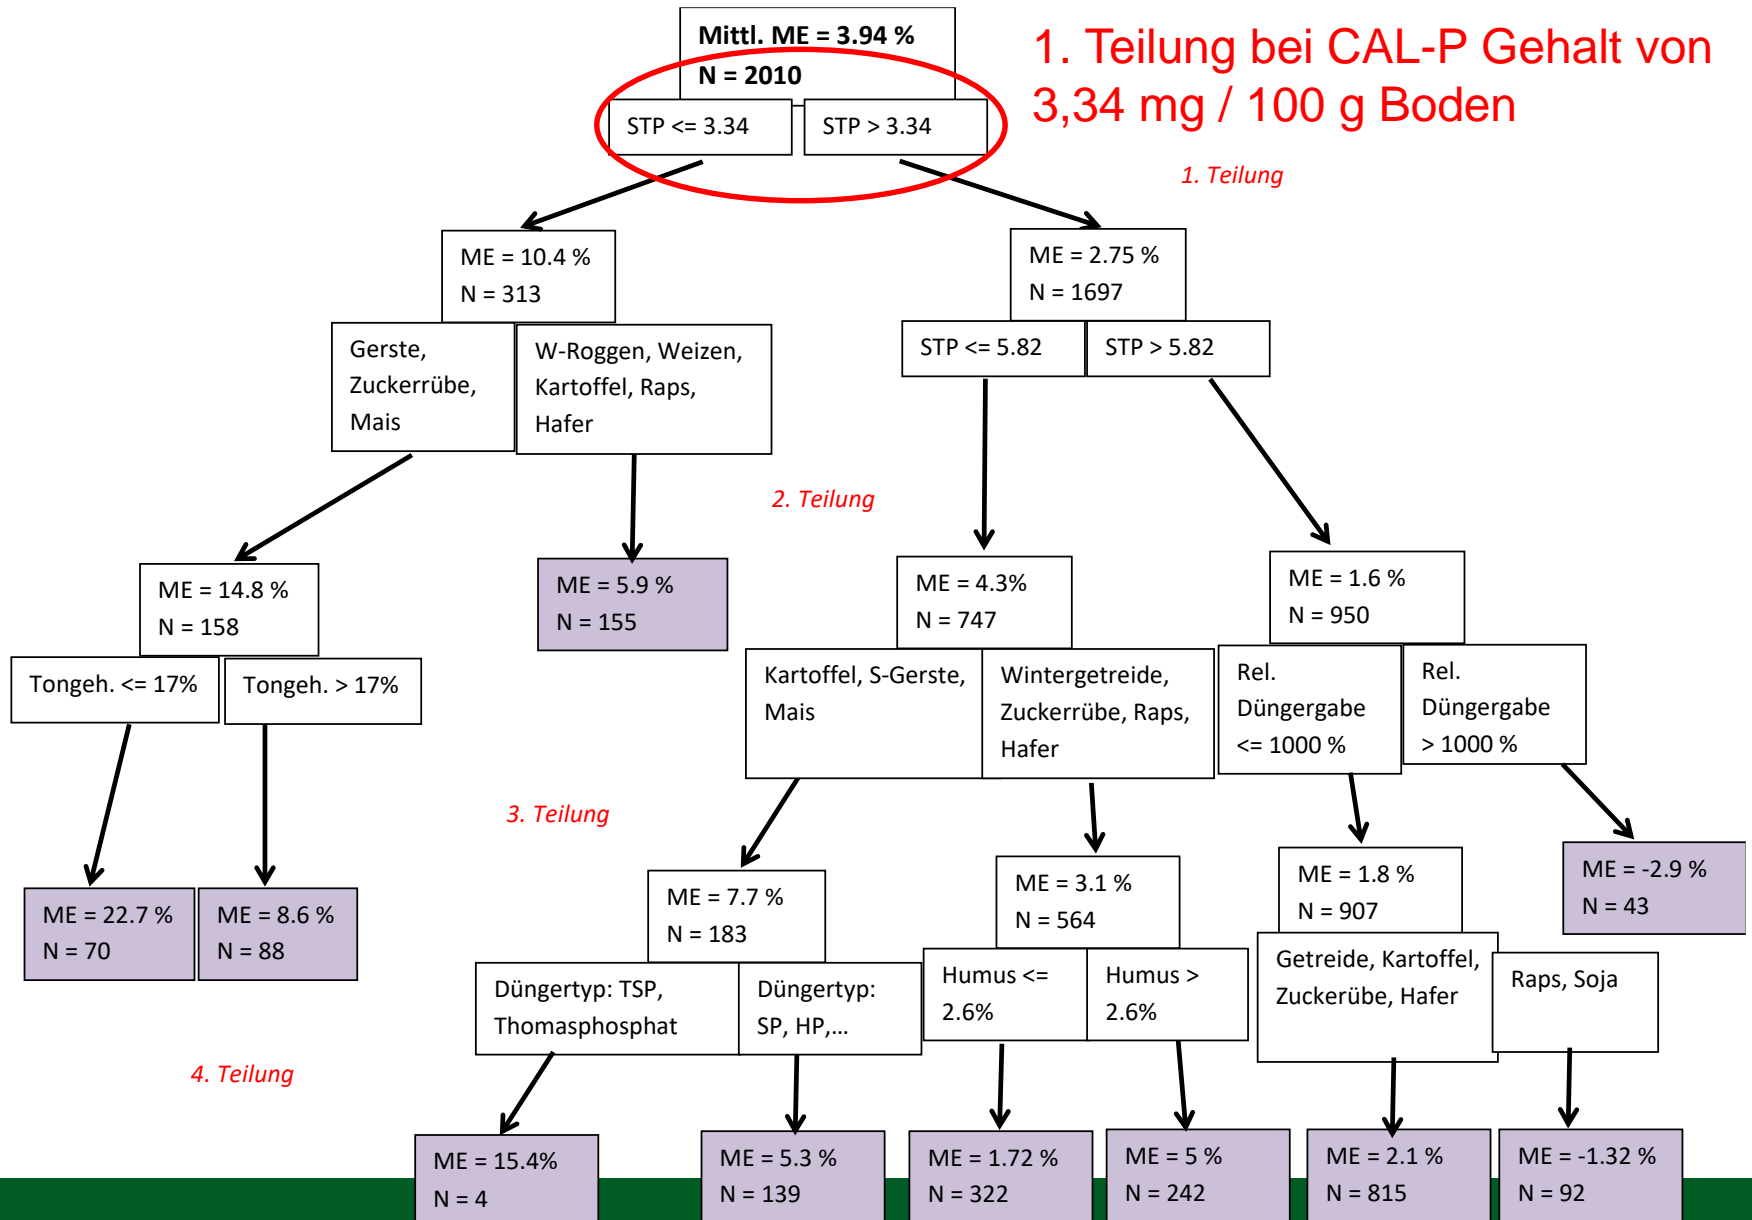 Mittl. ME = 3.94 %
N = 2010
1. Teilung bei CAL-P Gehalt von
3,34 mg / 100 g Boden
STP <= 3.34
STP > 3.34
1. Teilung
ME = 10.4 %
N = 313
ME = 2.75 %
N = 1697
Gerste,
Zuckerrübe,
Mais
W-Roggen, Weizen,
Kartoffel, Raps,
Hafer
STP <= 5.82
STP > 5.82
2. Teilung
ME = 14.8 %
N = 158
ME = 5.9 %
N = 155
ME = 4.3%
N = 747
ME = 1.6 %
N = 950
Tongeh. <= 17%
Tongeh. > 17%
Kartoffel, S-Gerste,
Mais
Wintergetreide,
Zuckerrübe, Raps,
Hafer
Rel.
Düngergabe
<= 1000 %
Rel.
Düngergabe
> 1000 %
3. Teilung
ME = 22.7 %
N = 70
ME = 8.6 %
N = 88
ME = 7.7 %
N = 183
ME = 3.1 %
N = 564
ME = 1.8 %
N = 907
ME = -2.9 %
N = 43
Düngertyp: TSP,
Thomasphosphat
Düngertyp:
SP, HP,...
Humus <=
2.6%
Humus >
2.6%
Getreide, Kartoffel,
Zuckerübe, Hafer
Raps, Soja
4. Teilung
ME = 15.4%
N = 4
ME = 5.3 %
N = 139
ME = 1.72 %
N = 322
ME = 5 %
N = 242
ME = 2.1 %
N = 815
ME = -1.32 %
N = 92